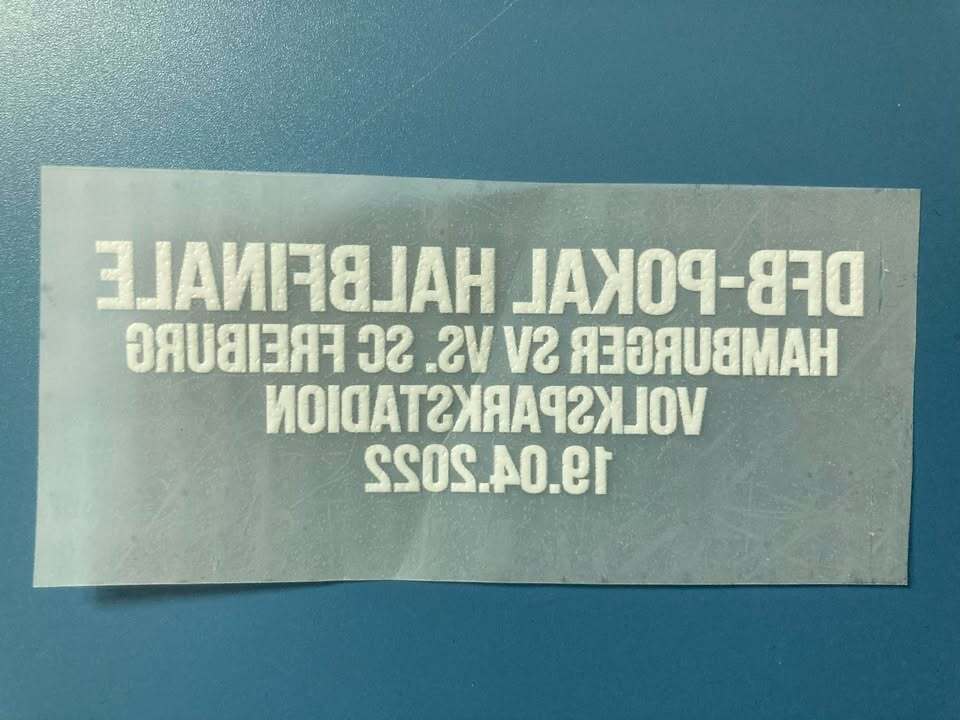 DFB-POKAL HALBFINALE
HAMBURGER SV VS. SC FREIBURG
VOLKSPARKSTADION
19.04.2022